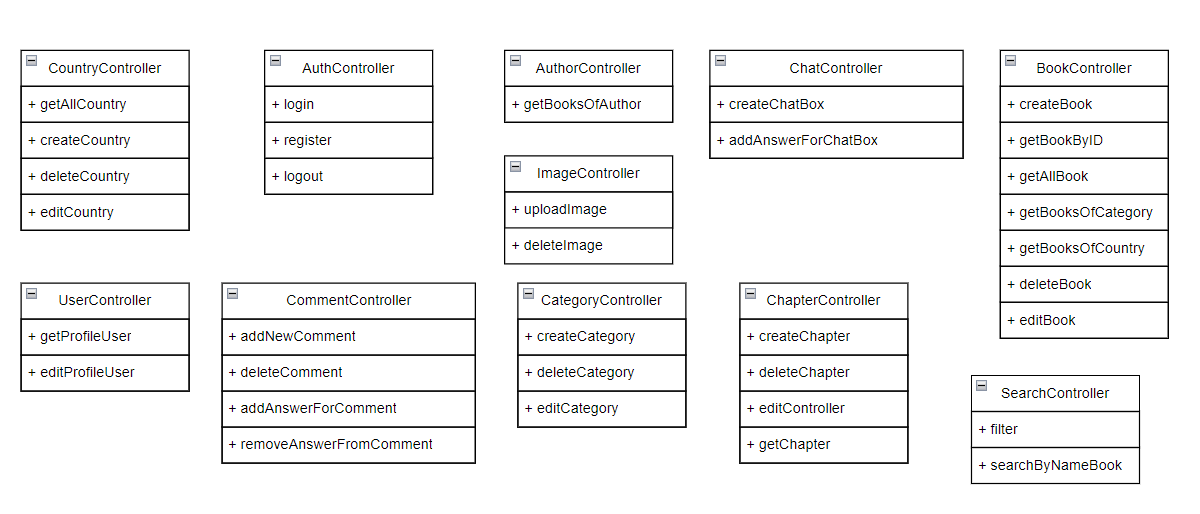 CountryController
+ getAllCountry
+ createCountry
+ deleteCountry
+ editCountry
AuthController
+ login
+ register
+ logout
AuthorController
+ getBooksOfAuthor
ImageController
+ uploadImage
+ deleteImage
ChatController
+ createChatBox
+ addAnswerForChatBox
BookController
+ createBook
+ getBookByID
+ getAllBook
+ getBooksOfCategory
+ getBooksOfCountry
+ deleteBook
+ editBook
UserController
+ getProfileUser
+ editProfileUser
CommentController
+ addNewComment
+ deleteComment
+ addAnswerForComment
+ removeAnswerFromComment
CategoryController
+ createCategory
+ deleteCategory
+ editCategory
ChapterController
+ createChapter
+ deleteChapter
+ editController
+ getChapter
SearchController
+ filter
+ searchByNameBook